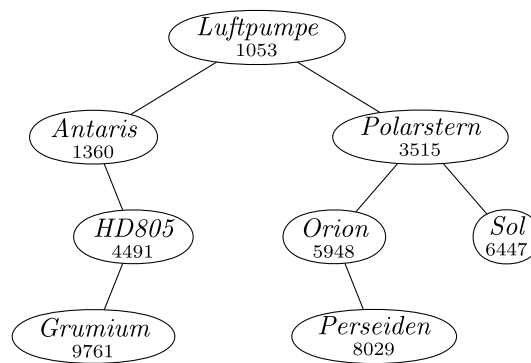 Luftpumpe
1053
Antaris
1360
Polarstern
3515
HD805
4491
Orion
5948
Sol
6447
Grumium
9761
Perseiden
8029